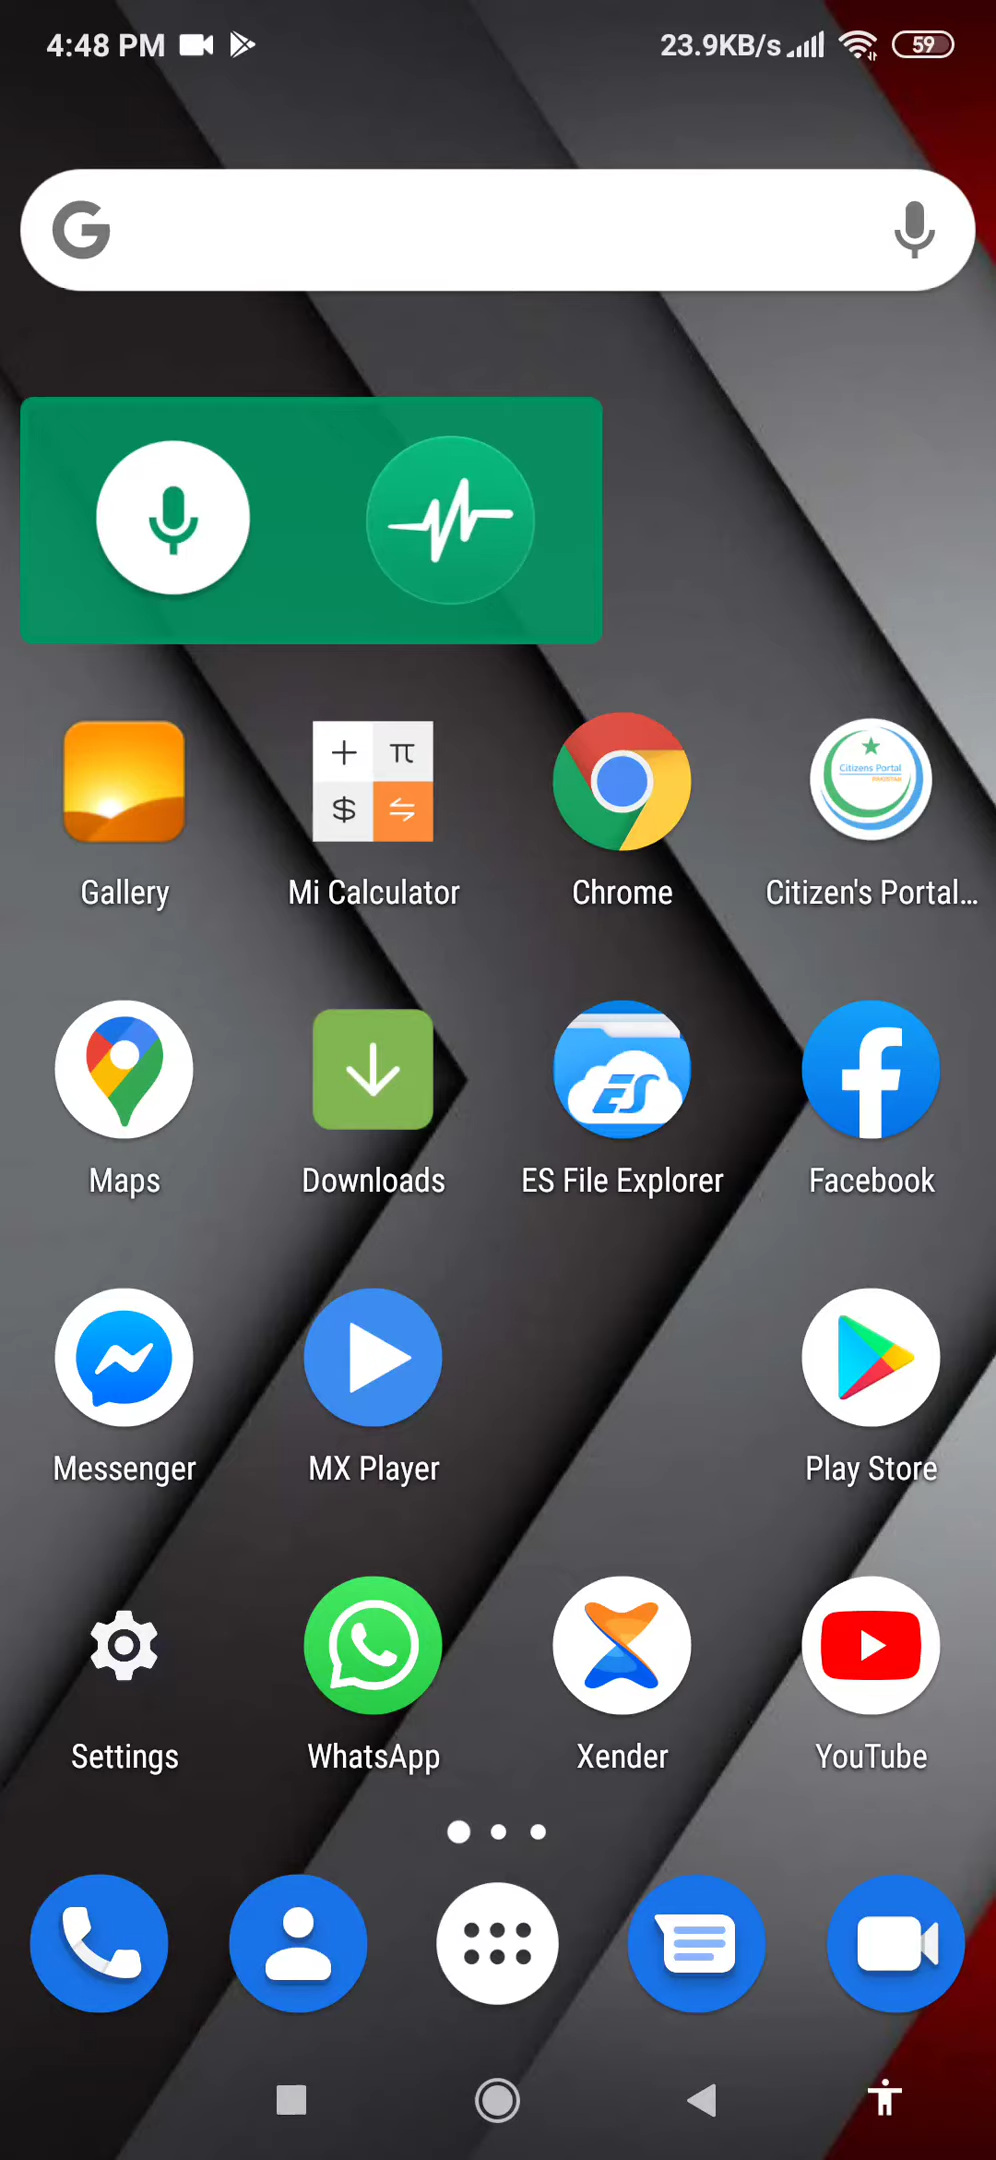 4:48 PM 23.9KB/s 59
Gallery Mi Calculator Chrome Citizen's Portal...
Maps Downloads ES File Explorer Facebook
Messenger MX Player Play Store
Settings WhatsApp Xender YouTube